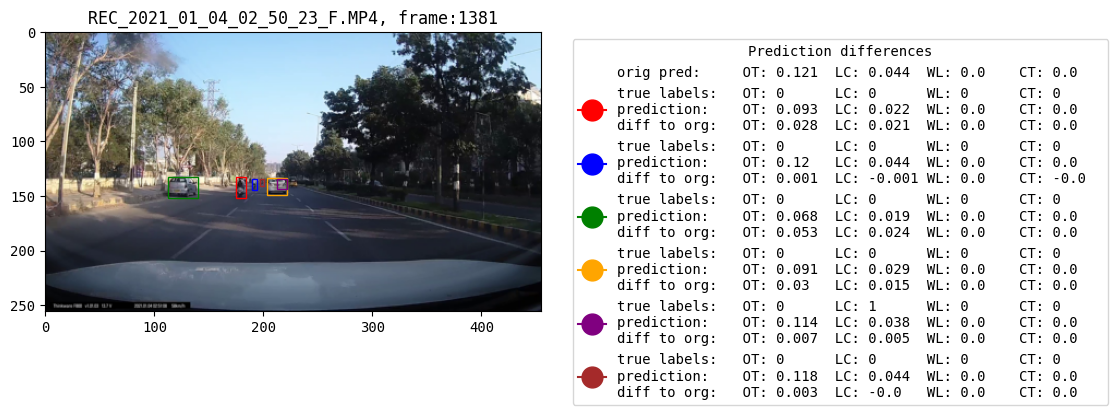 REC_2021_01_04_02_50_23_F.MP4, frame:1381
0
50
100
150
200
250
0 100 200 300 400
Prediction differences
orig pred: OT: 0.121 LC: 0.044 WL: 0.0 CT: 0.0
true labels: OT: 0 LC: 0 WL: 0 CT: 0
prediction: OT: 0.093 LC: 0.022 WL: 0.0 CT: 0.0
diff to org: OT: 0.028 LC: 0.021 WL: 0.0 CT: 0.0
true labels: OT: 0 LC: 0 WL: 0 CT: 0
prediction: OT: 0.12 LC: 0.044 WL: 0.0 CT: 0.0
diff to org: OT: 0.001 LC: -0.001 WL: 0.0 CT: -0.0
true labels: OT: 0 LC: 0 WL: 0 CT: 0
prediction: OT: 0.068 LC: 0.019 WL: 0.0 CT: 0.0
diff to org: OT: 0.053 LC: 0.024 WL: 0.0 CT: 0.0
true labels: OT: 0 LC: 0 WL: 0 CT: 0
prediction: OT: 0.091 LC: 0.029 WL: 0.0 CT: 0.0
diff to org: OT: 0.03 LC: 0.015 WL: 0.0 CT: 0.0
true labels: OT: 0 LC: 1 WL: 0 CT: 0
prediction: OT: 0.114 LC: 0.038 WL: 0.0 CT: 0.0
diff to org: OT: 0.007 LC: 0.005 WL: 0.0 CT: 0.0
true labels: OT: 0 LC: 0 WL: 0 CT: 0
prediction: OT: 0.118 LC: 0.044 WL: 0.0 CT: 0.0
diff to org: OT: 0.003 LC: -0.0 WL: 0.0 CT: 0.0